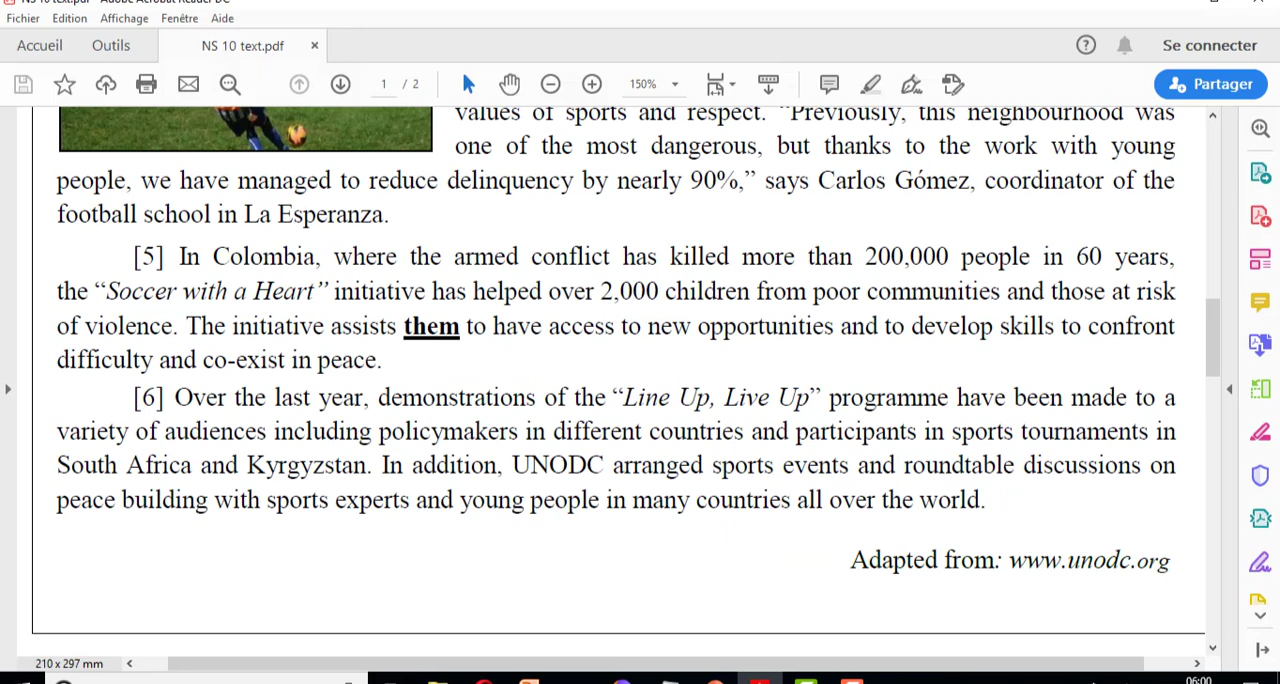 Fichier Edition Affichage Fenêtre Aide
Accueil Outils NS 10 text.pdf × Se connecter
1 / 2 150% Partager
values of sports and respect. “Previously, this neighbourhood was
one of the most dangerous, but thanks to the work with young
people, we have managed to reduce delinquency by nearly 90%,” says Carlos Gómez, coordinator of the
football school in La Esperanza.
[5] In Colombia, where the armed conflict has killed more than 200,000 people in 60 years,
the “Soccer with a Heart” initiative has helped over 2,000 children from poor communities and those at risk
of violence. The initiative assists them to have access to new opportunities and to develop skills to confront
difficulty and co-exist in peace.
[6] Over the last year, demonstrations of the “Line Up, Live Up” programme have been made to a
variety of audiences including policymakers in different countries and participants in sports tournaments in
South Africa and Kyrgyzstan. In addition, UNODC arranged sports events and roundtable discussions on
peace building with sports experts and young people in many countries all over the world.
Adapted from: www.unodc.org
210 x 297 mm
06:00